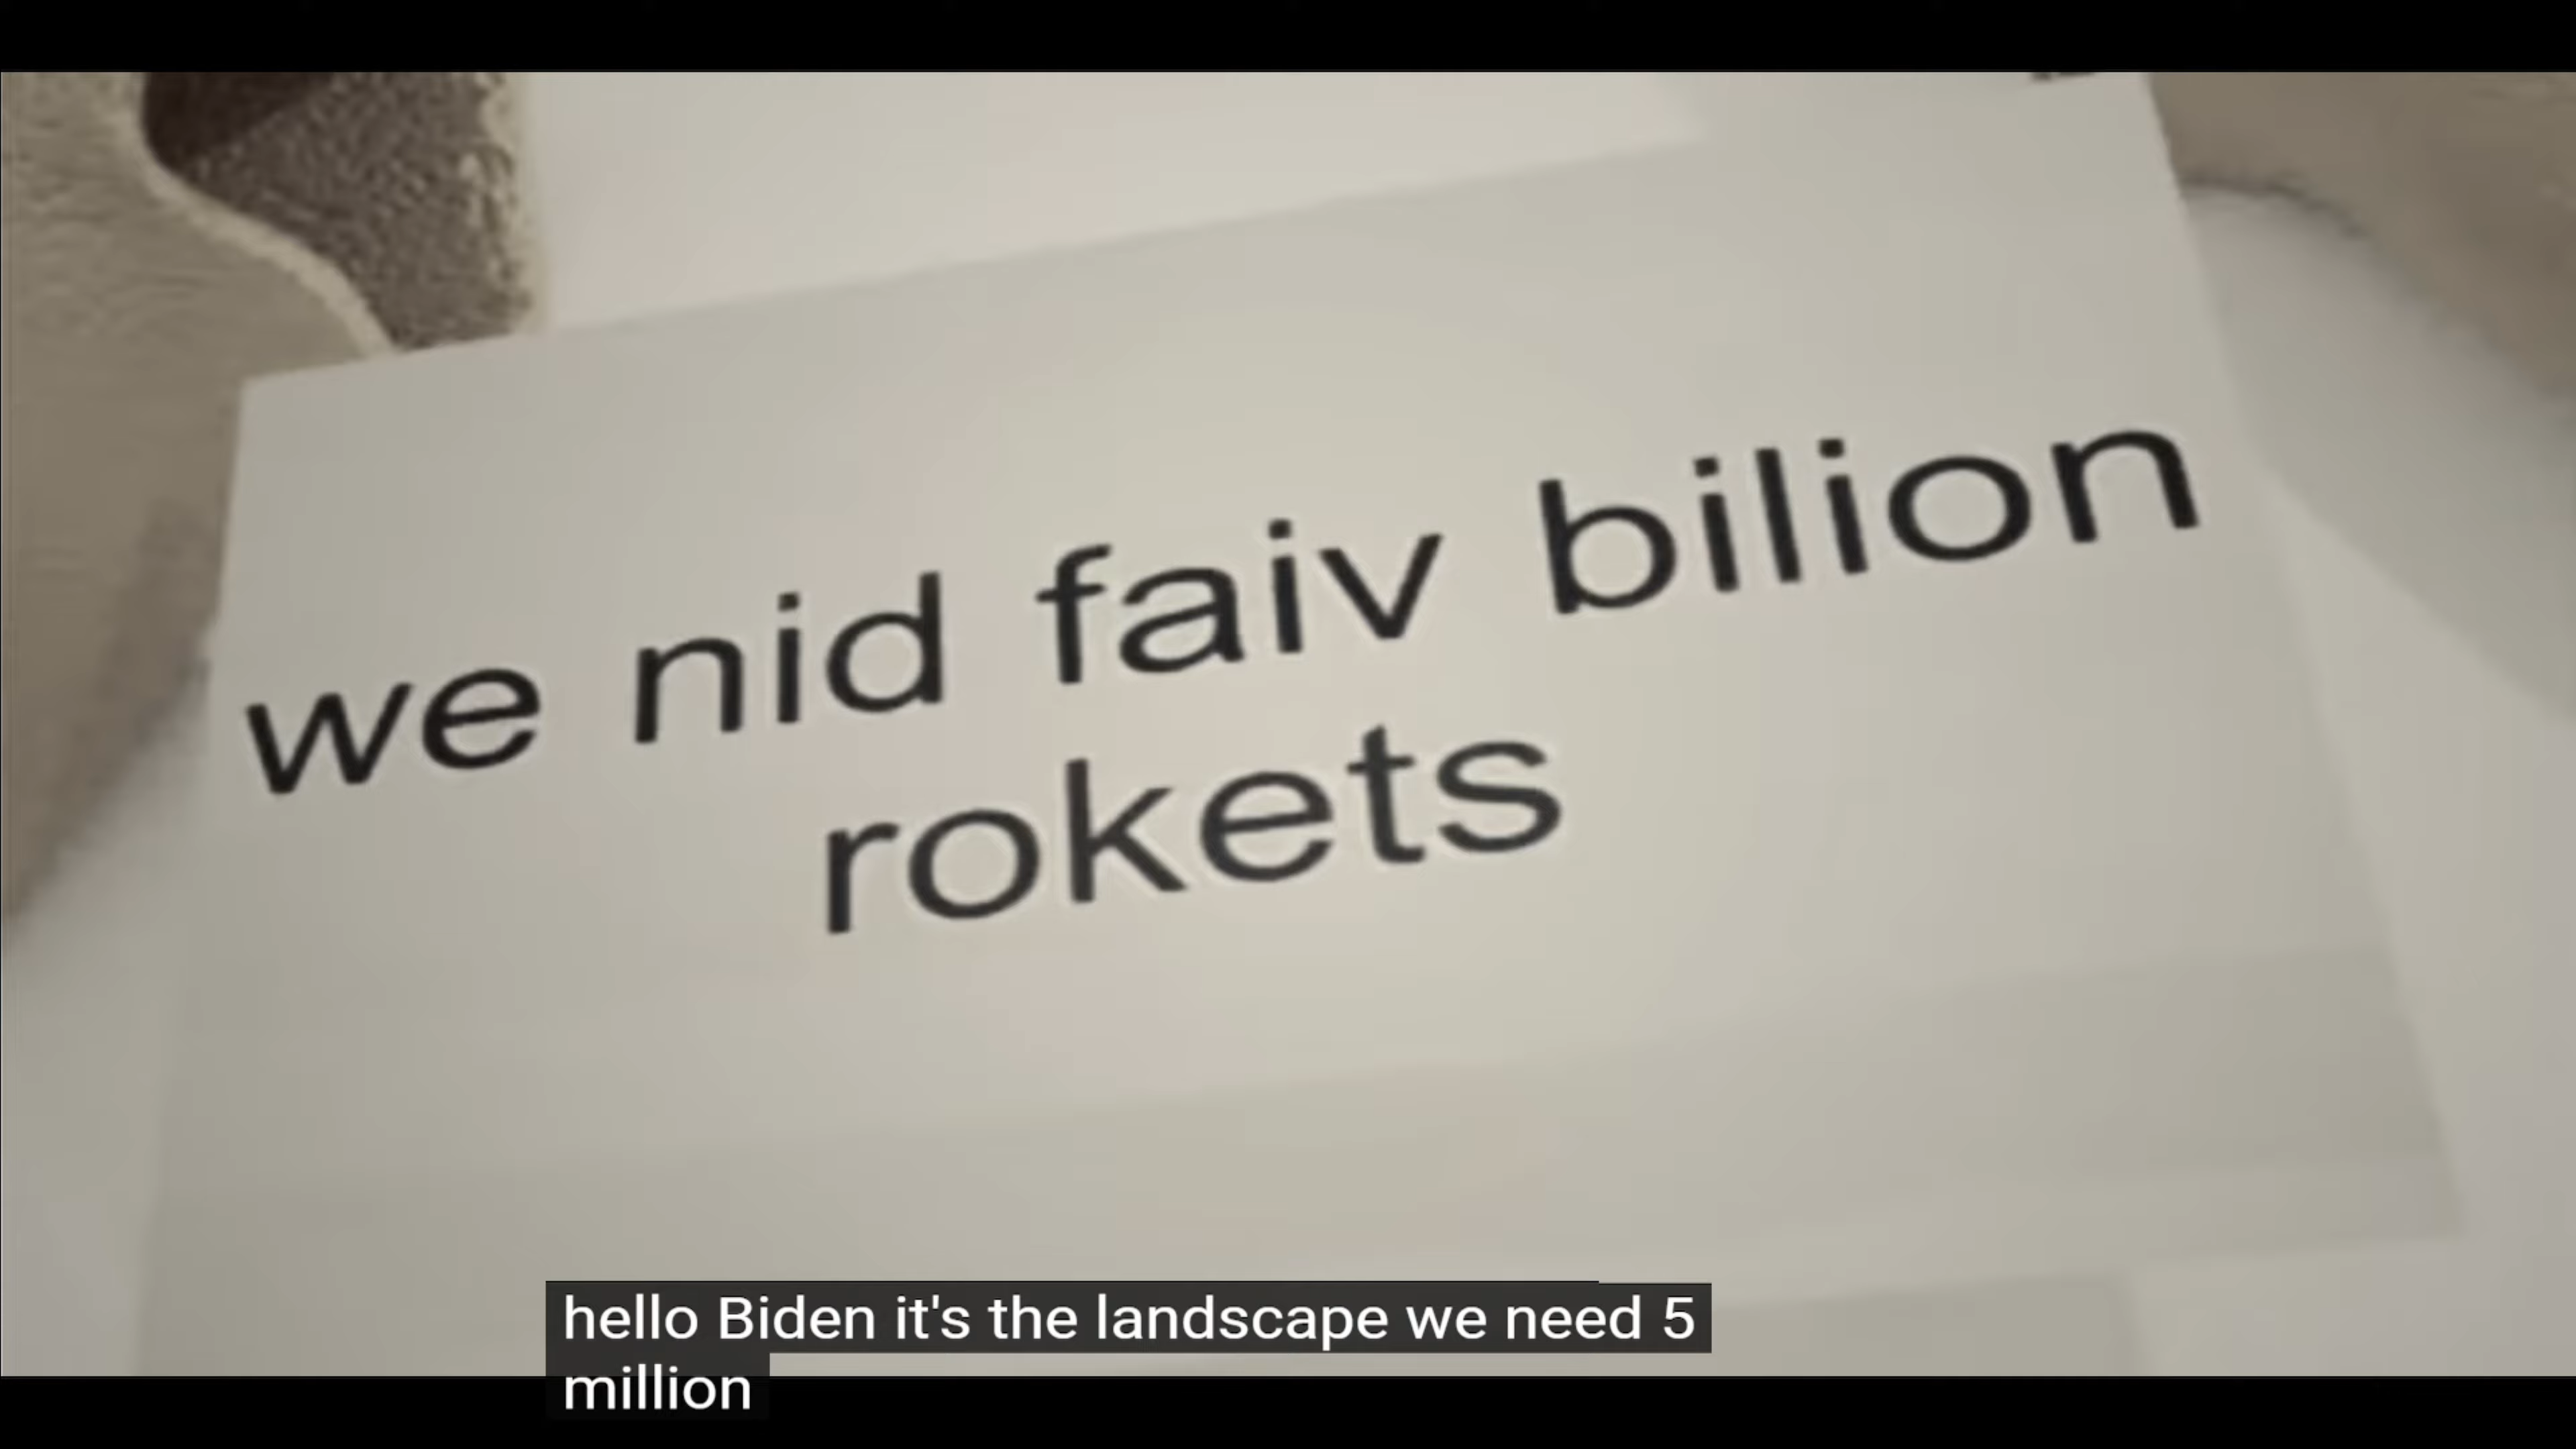 we nid faiv bilion
rokets
hello Biden it's the landscape we need 5
million